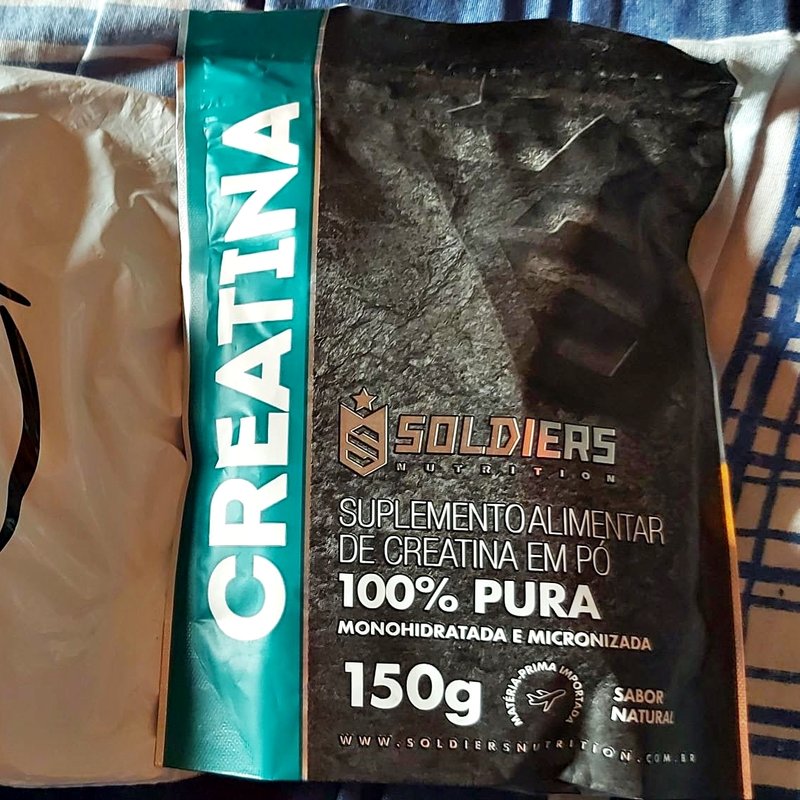 CREATINA
SOLDIERS
NUTRITION
SUPLEMENTO ALIMENTAR
DE CREATINA EM PÓ
100% PURA
MONOHIDRATADA E MICRONIZADA
150g
MATÉRIA-PRIMA IMPORTADA
SABOR
NATURAL
WWW.SOLDIERSNUTRITION.COM.BR